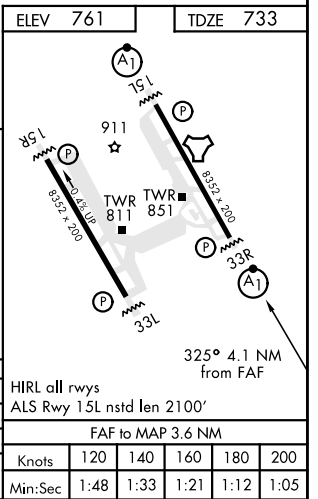 ELEV 761 TDZE 733
A1
15L
P
15R
911
P
8352 x 200
0.4% UP
8352 x 200
TWR
811
TWR
851
P
33R
P
A1
33L
325° 4.1 NM
from FAF
HIRL all rwys
ALS Rwy 15L nstd len 2100'
FAF to MAP 3.6 NM
Knots 120 140 160 180 200
Min:Sec 1:48 1:33 1:21 1:12 1:05